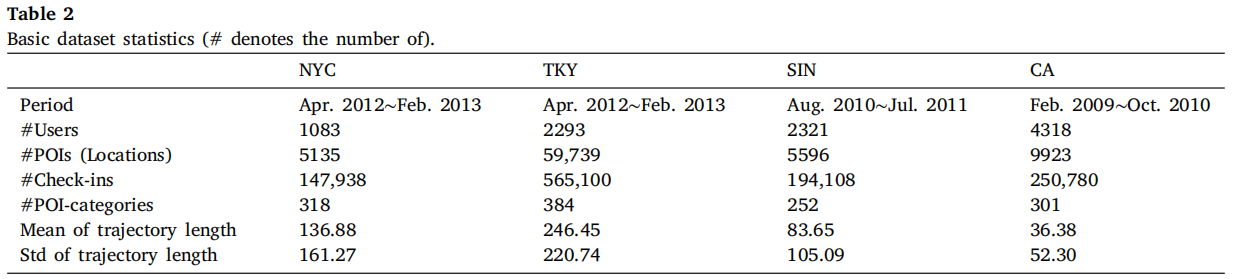 Table 2
Basic dataset statistics (# denotes the number of).
NYC TKY SIN CA
Period Apr. 2012~Feb. 2013 Apr. 2012~Feb. 2013 Aug. 2010~Jul. 2011 Feb. 2009~Oct. 2010
#Users 1083 2293 2321 4318
#POIs (Locations) 5135 59,739 5596 9923
#Check-ins 147,938 565,100 194,108 250,780
#POI-categories 318 384 252 301
Mean of trajectory length 136.88 246.45 83.65 36.38
Std of trajectory length 161.27 220.74 105.09 52.30